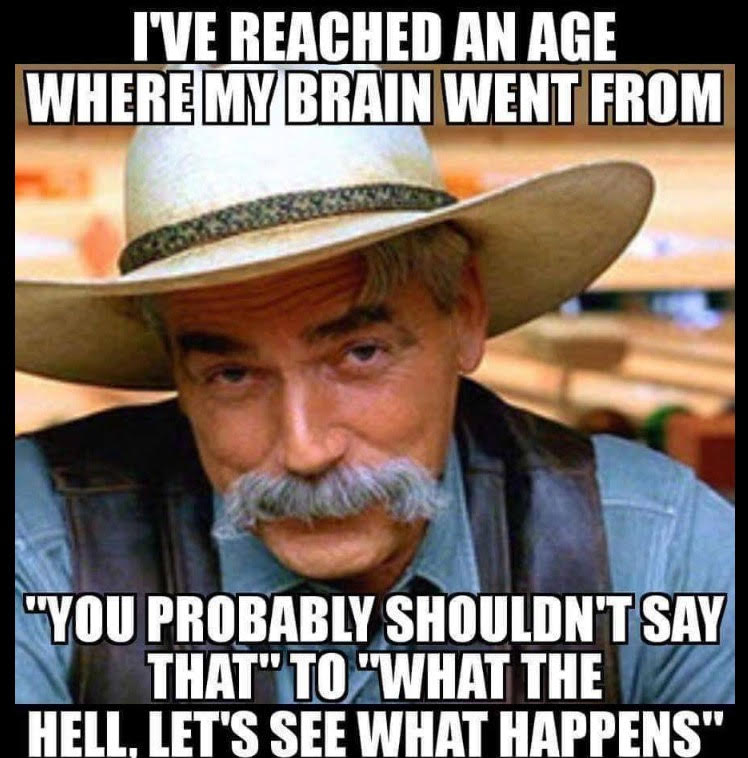 I'VE REACHED AN AGE
WHERE MY BRAIN WENT FROM
"YOU PROBABLY SHOULDN'T SAY
THAT" TO "WHAT THE
HELL, LET'S SEE WHAT HAPPENS"